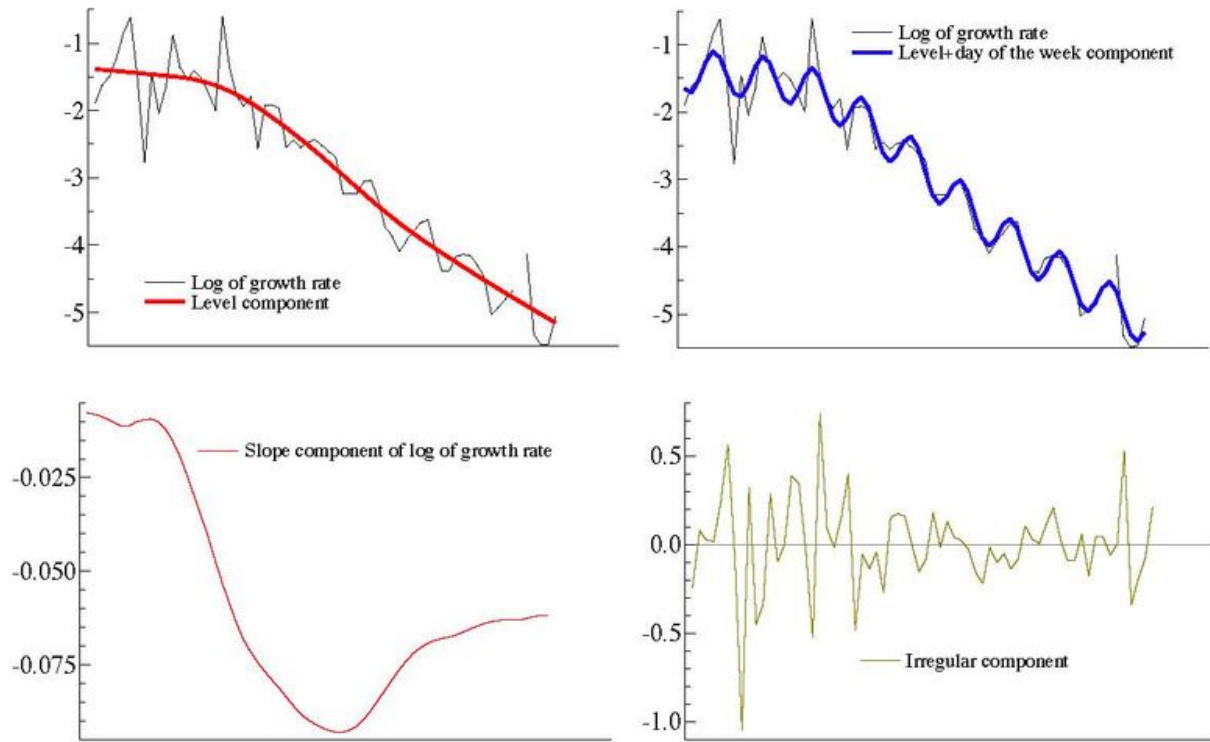 -1
-2
-3
-4
-5
Log of growth rate
Level component
-1
-2
-3
-4
-5
Log of growth rate
Level+day of the week component
-0.025
-0.050
-0.075
Slope component of log of growth rate
0.5
0.0
-0.5
-1.0
Irregular component